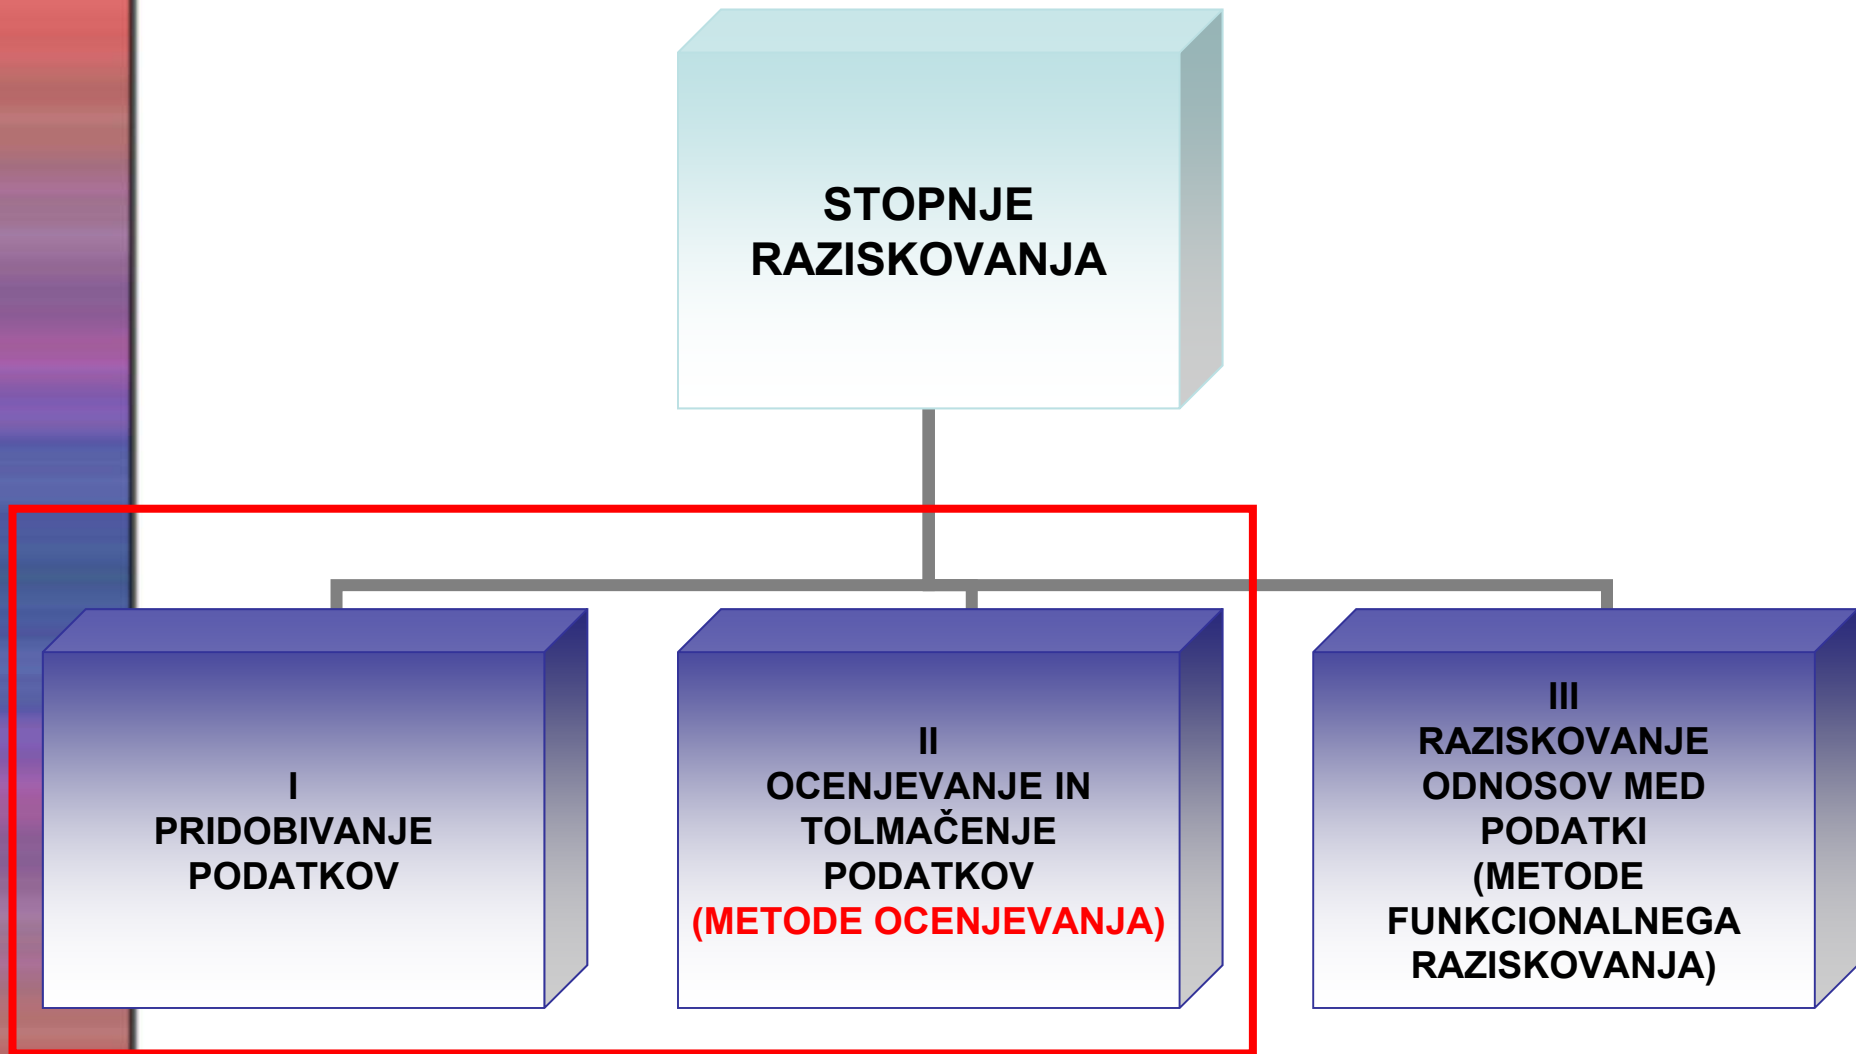 STOPNJE
RAZISKOVANJA
I
PRIDOBIVANJE
PODATKOV
II
OCENJEVANJE IN
TOLMAČENJE
PODATKOV
(METODE OCENJEVANJA)
III
RAZISKOVANJE
ODNOSOV MED
PODATKI
(METODE
FUNKCIONALNEGA
RAZISKOVANJA)